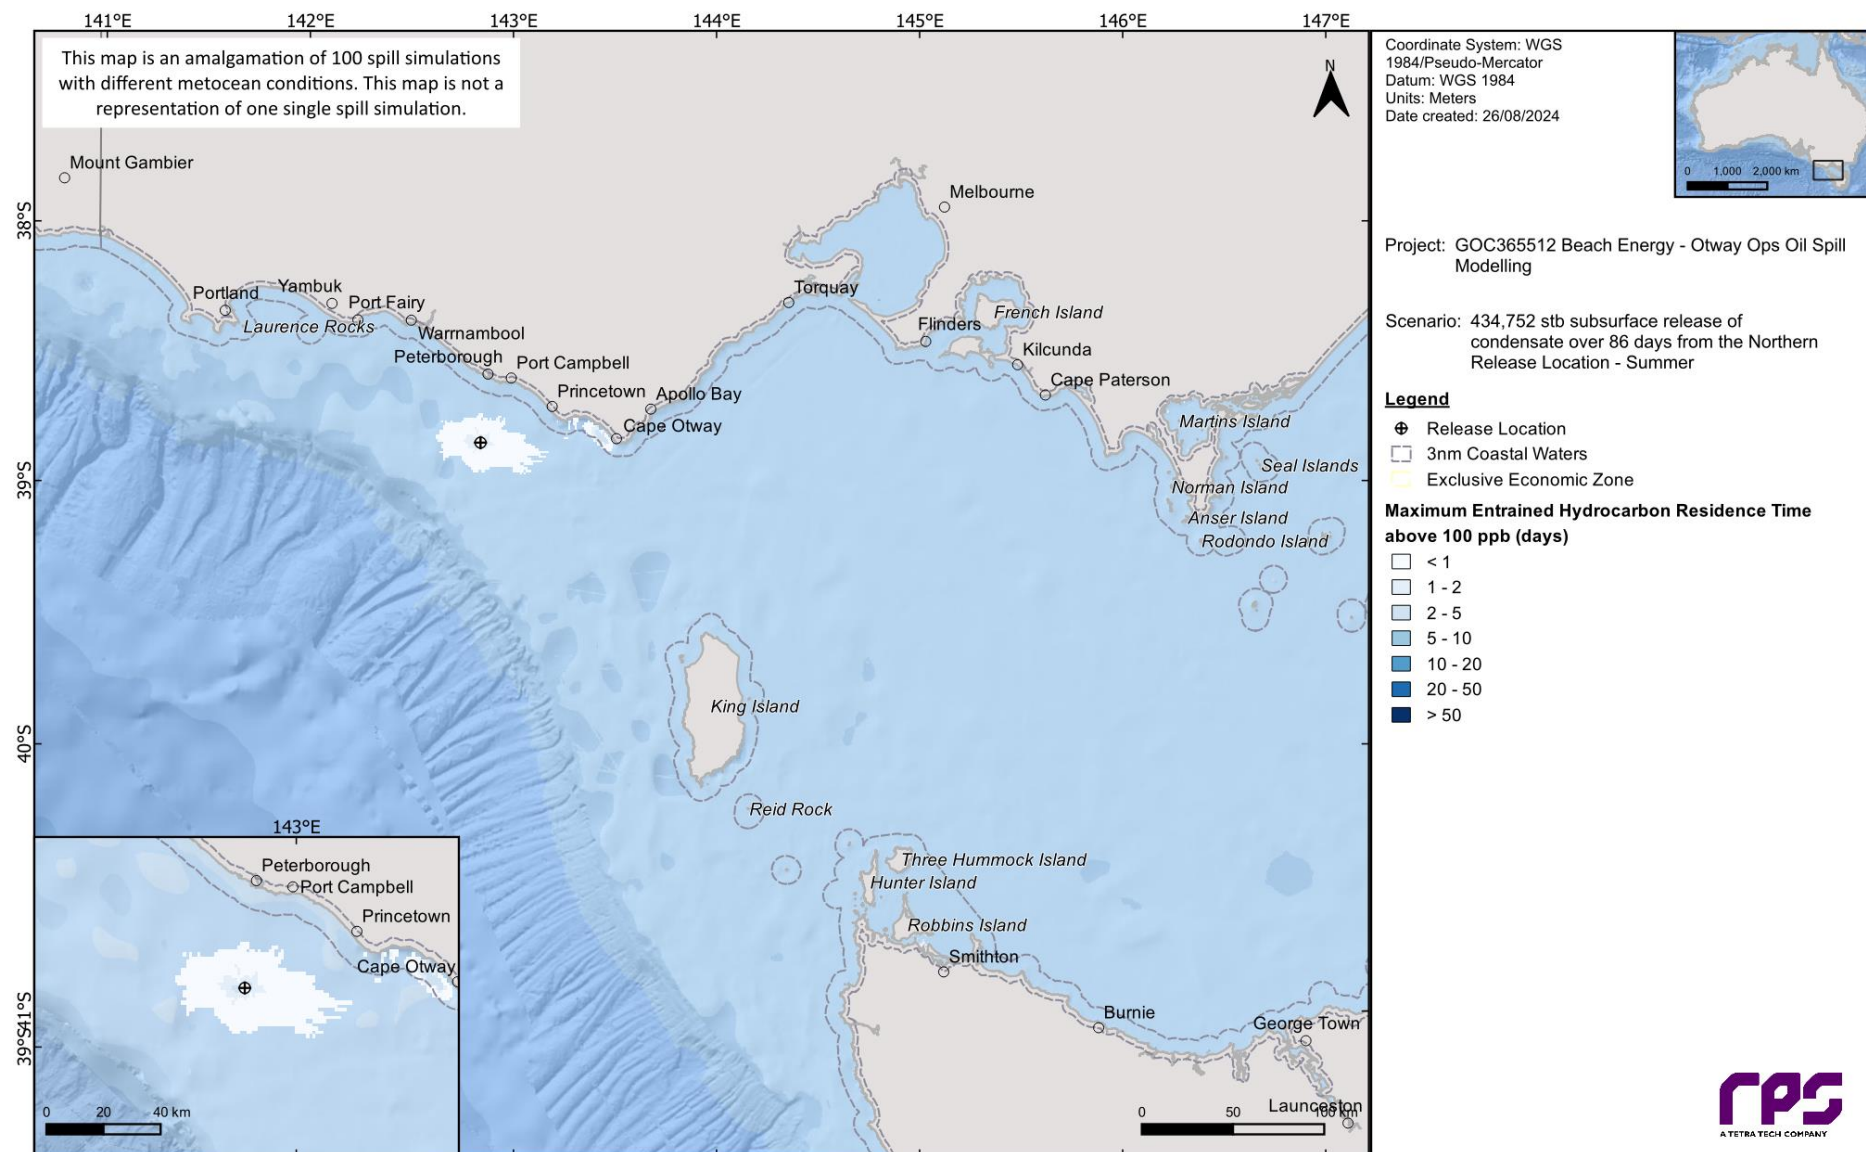 141°E 142°E 143°E 144°E 145°E 146°E 147°E
This map is an amalgamation of 100 spill simulations
with different metocean conditions. This map is not a
representation of one single spill simulation.
N
Mount Gambier
Melbourne
38°S
Portland
Yambuk
Port Fairy
Laurence Rocks
Warrnambool
Torquay
Flinders
French Island
Peterborough
Port Campbell
Kilcunda
Princetown
Apollo Bay
Cape Paterson
Cape Otway
Martins Island
39°S
Seal Islands
Norman Island
Anser Island
Rodondo Island
King Island
40°S
Reid Rock
Three Hummock Island
Hunter Island
Robbins Island
Smithton
41°S
Burnie
George Town
Launceston
0 50 100 km
143°E
Peterborough
Port Campbell
Princetown
Cape Otway
39°S
0 20 40 km
Coordinate System: WGS
1984/Pseudo-Mercator
Datum: WGS 1984
Units: Meters
Date created: 26/08/2024
0 1,000 2,000 km
Project: GOC365512 Beach Energy - Otway Ops Oil Spill
Modelling
Scenario: 434,752 stb subsurface release of
condensate over 86 days from the Northern
Release Location - Summer
Legend
Release Location
3nm Coastal Waters
Exclusive Economic Zone
Maximum Entrained Hydrocarbon Residence Time
above 100 ppb (days)
< 1
1 - 2
2 - 5
5 - 10
10 - 20
20 - 50
> 50
rps
A TETRA TECH COMPANY